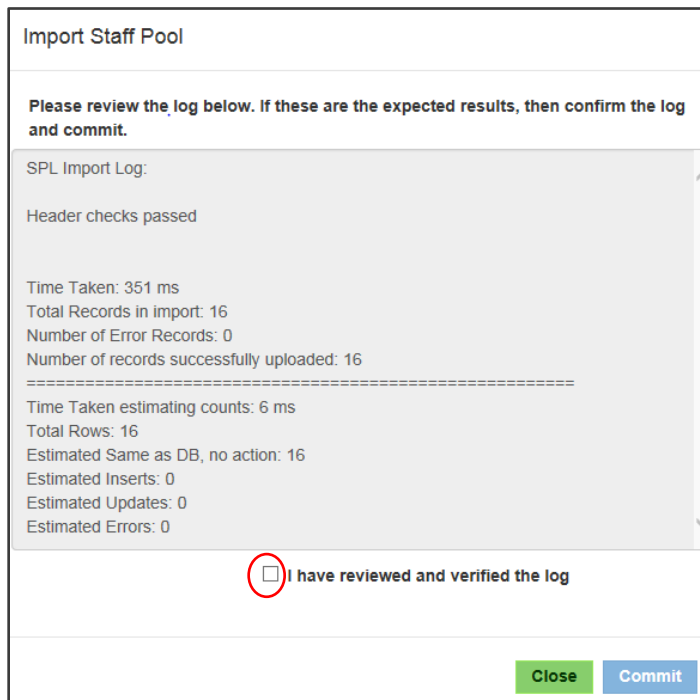 Import Staff Pool
Please review the log below. If these are the expected results, then confirm the log
and commit.
SPL Import Log:
Header checks passed
Time Taken: 351 ms
Total Records in import: 16
Number of Error Records: 0
Number of records successfully uploaded: 16
========================================================
Time Taken estimating counts: 6 ms
Total Rows: 16
Estimated Same as DB, no action: 16
Estimated Inserts: 0
Estimated Updates: 0
Estimated Errors: 0
I have reviewed and verified the log
Close Commit